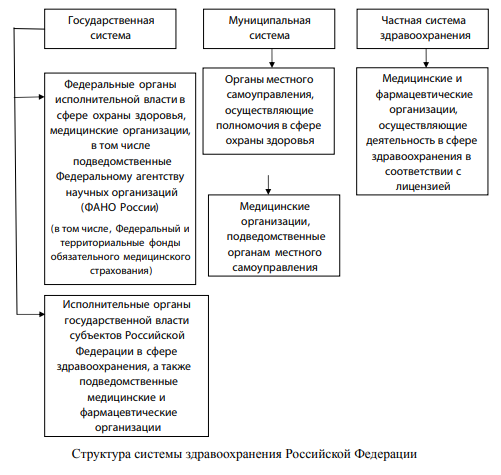 Государственная
система
Федеральные органы
исполнительной власти в
сфере охраны здоровья,
медицинские организации,
в том числе
подведомственные
Федеральному агентству
научных организаций
(ФАНО России)
(в том числе, Федеральный и
территориальные фонды
обязательного медицинского
страхования)
Исполнительные органы
государственной власти
субъектов Российской
Федерации в сфере
здравоохранения, а также
подведомственные
медицинские и
фармацевтические
организации
Муниципальная
система
Органы местного
самоуправления,
осуществляющие
полномочия в сфере
охраны здоровья
Медицинские
организации,
подведомственные
органам местного
самоуправления
Частная система
здравоохранения
Медицинские и
фармацевтические
организации,
осуществляющие
деятельность в сфере
здравоохранения в
соответствии с
лицензией
Структура системы здравоохранения Российской Федерации